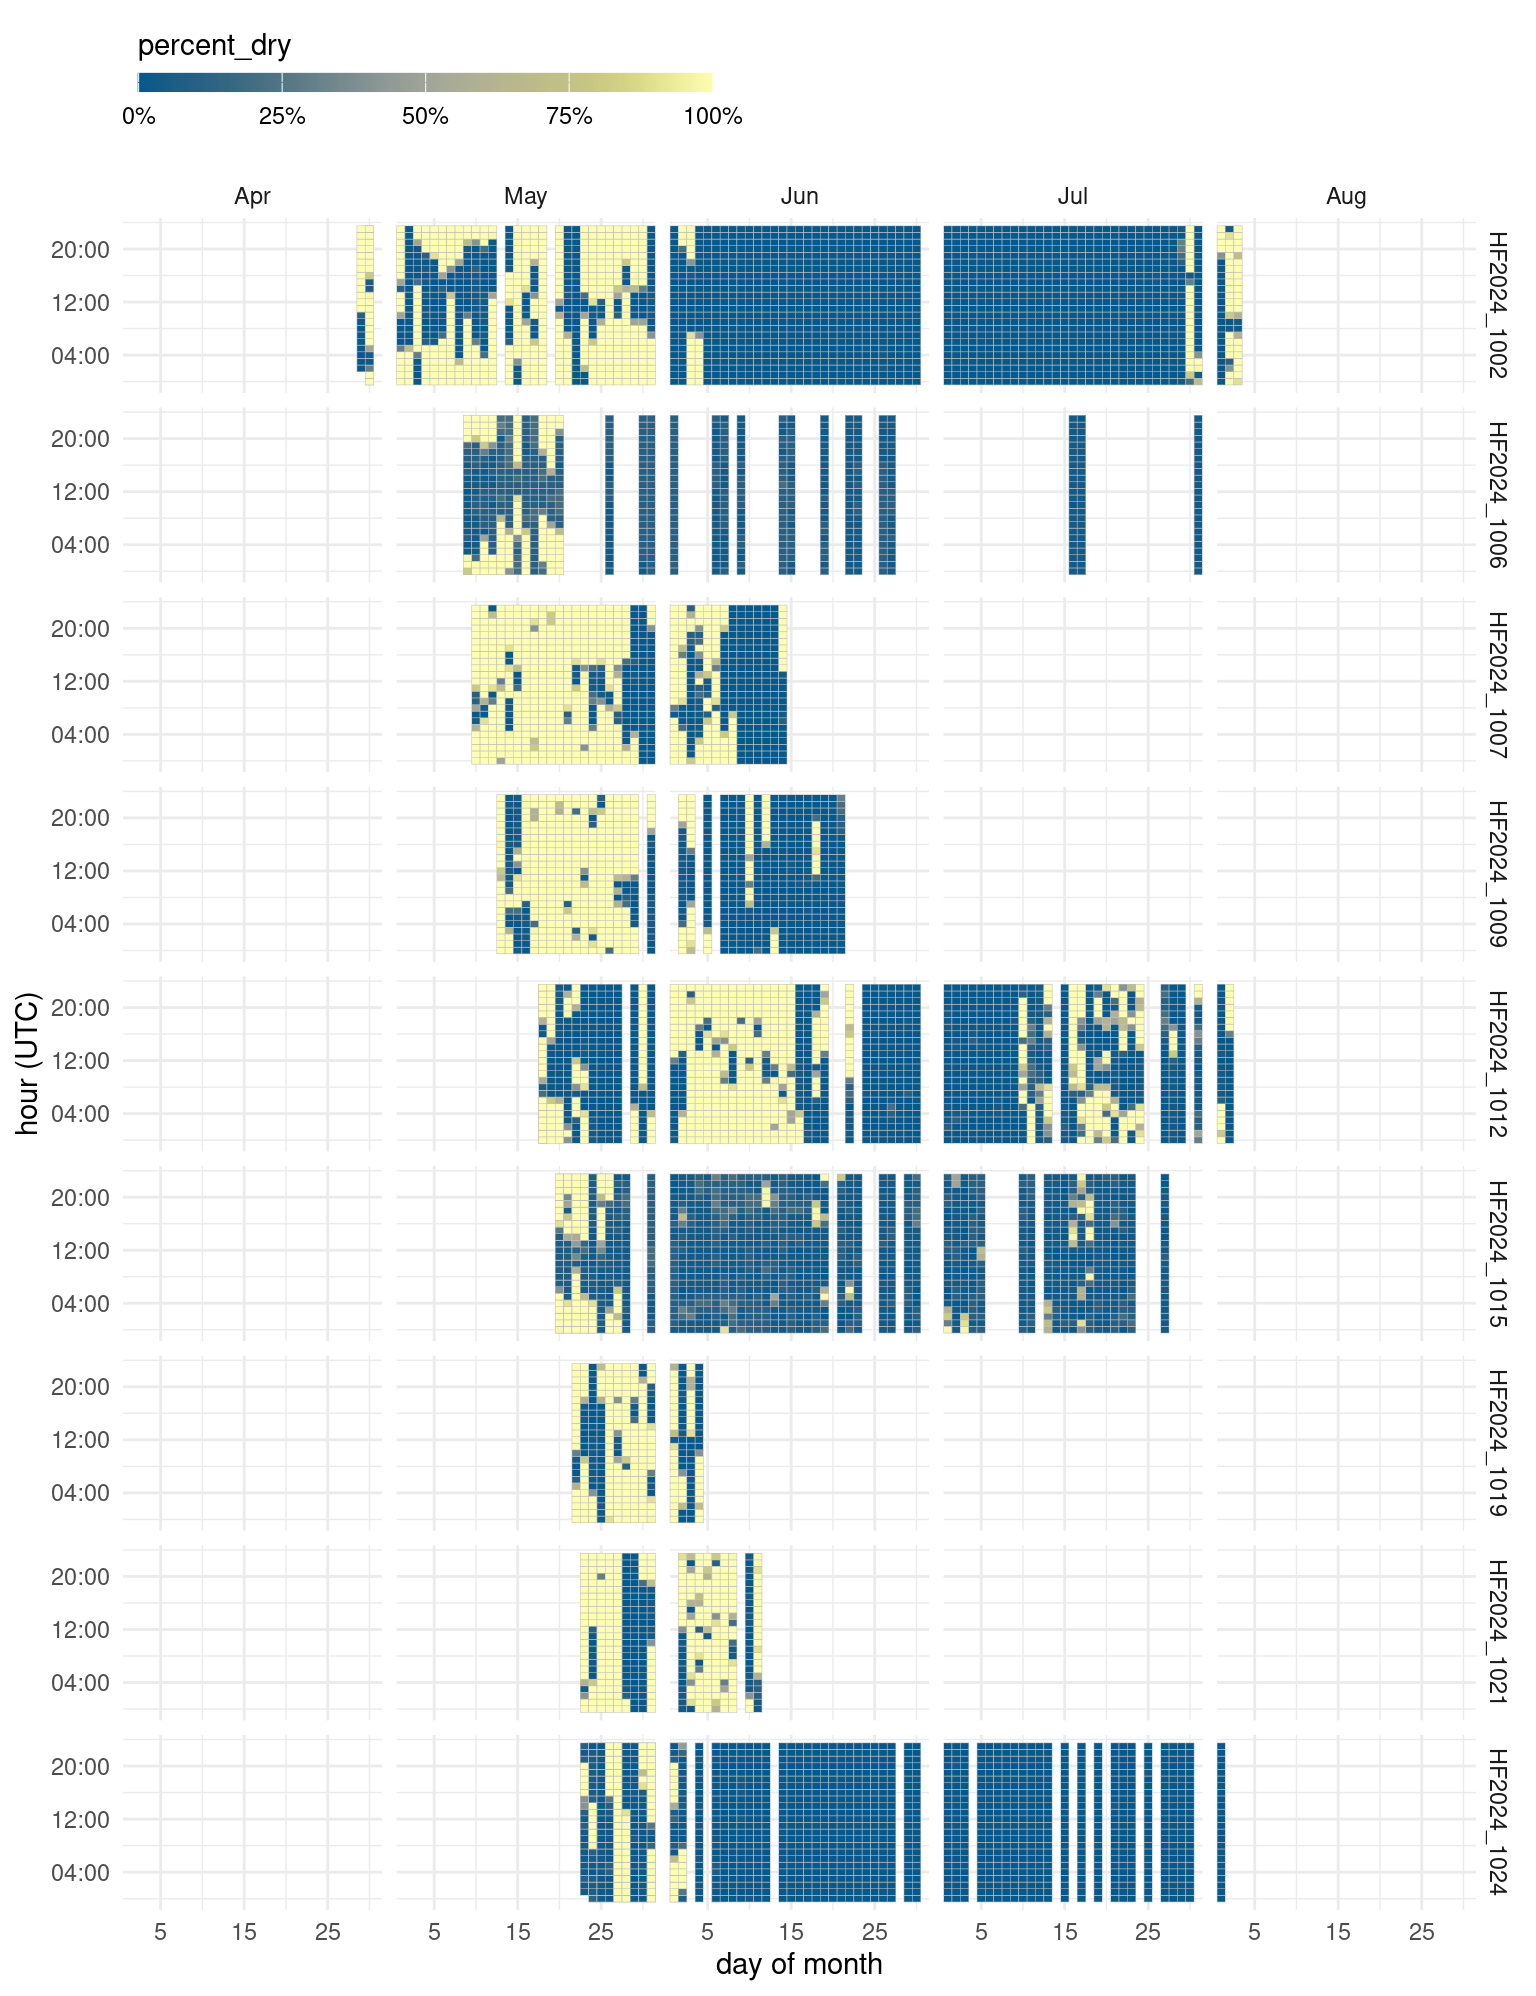 percent_dry
0% 25% 50% 75% 100%
Apr May Jun Jul Aug
20:00
12:00
04:00
HF2024_1002
20:00
12:00
04:00
HF2024_1006
20:00
12:00
04:00
HF2024_1007
20:00
12:00
04:00
HF2024_1009
hour (UTC)
20:00
12:00
04:00
HF2024_1012
20:00
12:00
04:00
HF2024_1015
20:00
12:00
04:00
HF2024_1019
20:00
12:00
04:00
HF2024_1021
20:00
12:00
04:00
HF2024_1024
5 15 25 5 15 25 5 15 25 5 15 25 5 15 25
day of month